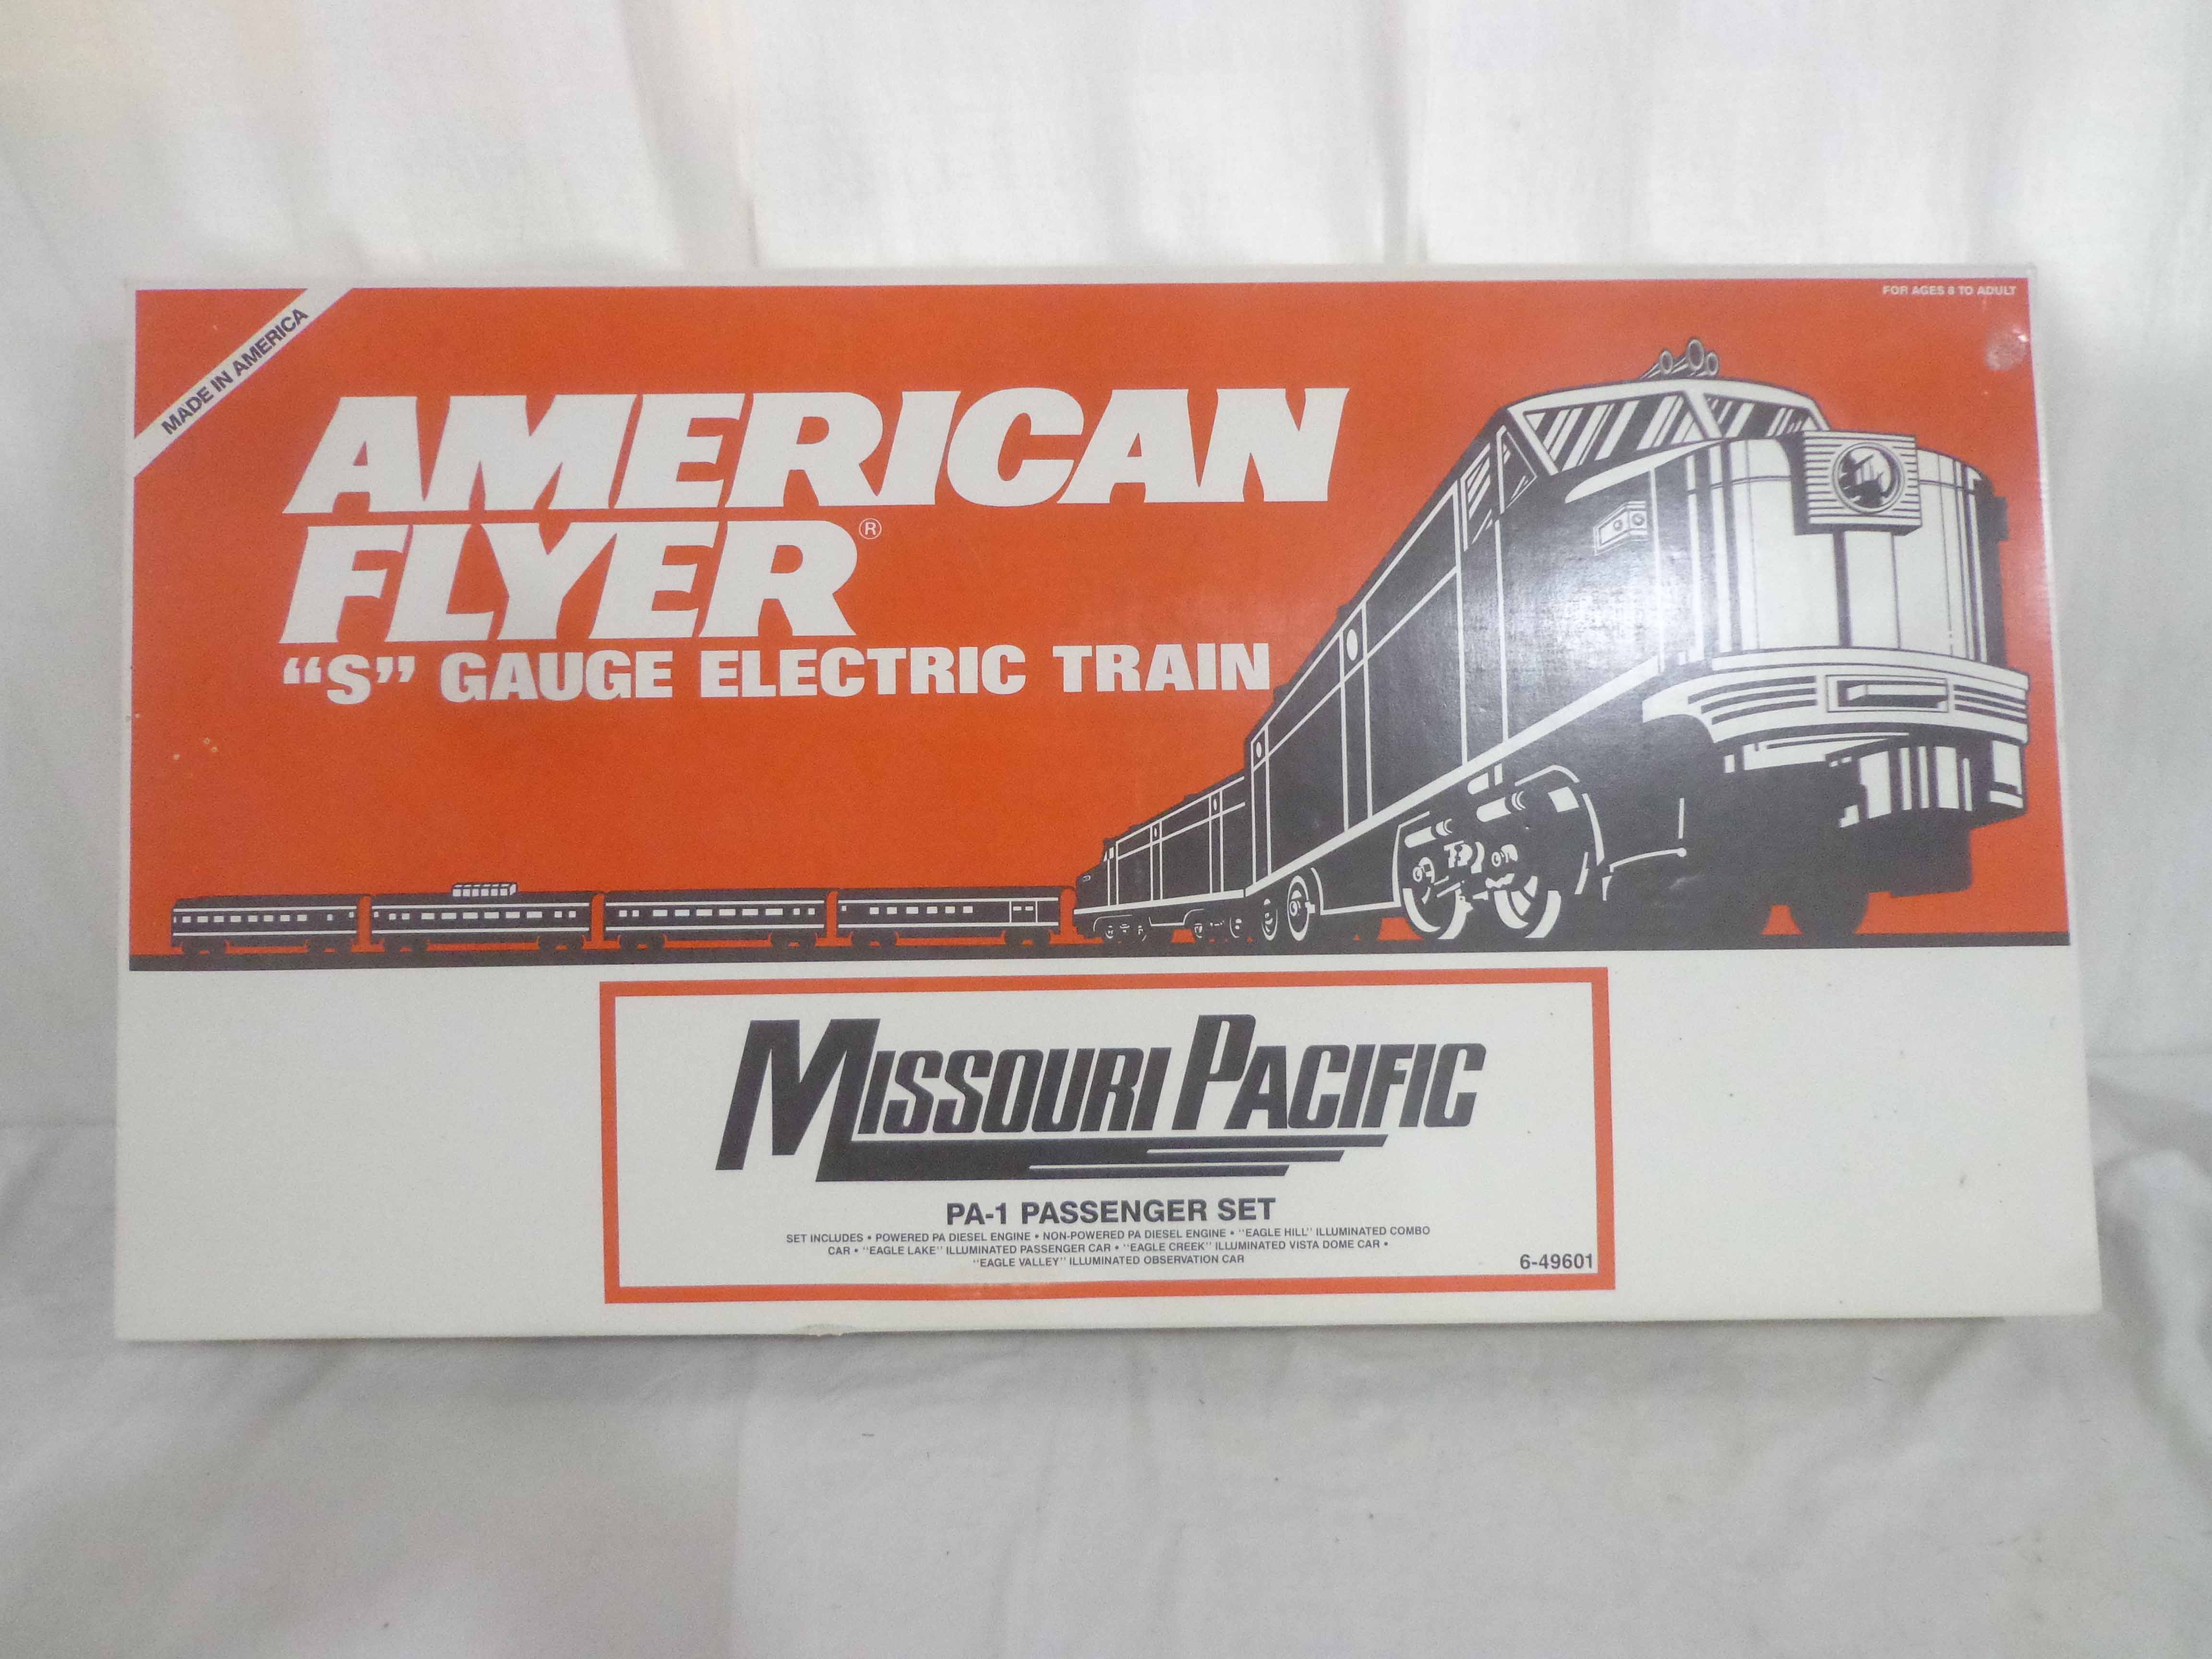 MADE IN AMERICA
FOR AGES 8 TO ADULT
AMERICAN
FLYER®
“S” GAUGE ELECTRIC TRAIN
MISSOURI PACIFIC
PA-1 PASSENGER SET
SET INCLUDES • POWERED PA DIESEL ENGINE • NON-POWERED PA DIESEL ENGINE • "EAGLE HILL" ILLUMINATED COMBO
CAR • "EAGLE LAKE" ILLUMINATED PASSENGER CAR • "EAGLE CREEK" ILLUMINATED VISTA DOME CAR •
"EAGLE VALLEY" ILLUMINATED OBSERVATION CAR
6-49601